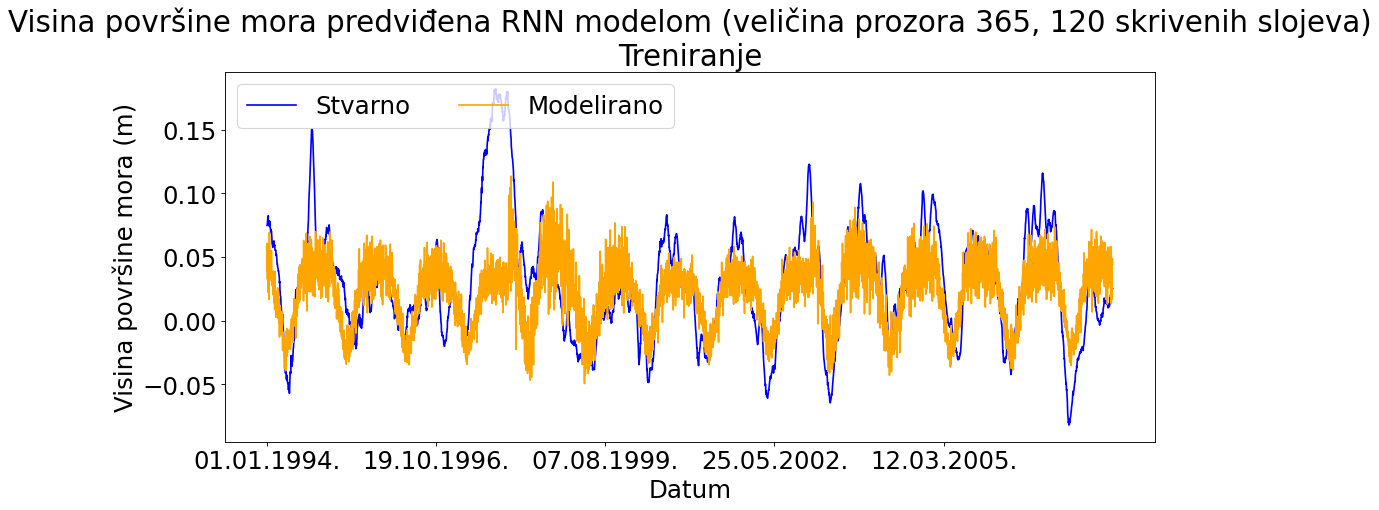 Visina površine mora predviđena RNN modelom (veličina prozora 365, 120 skrivenih slojeva)
Treniranje
Stvarno Modelirano
Visina površine mora (m)
0.15
0.10
0.05
0.00
−0.05
01.01.1994. 19.10.1996. 07.08.1999. 25.05.2002. 12.03.2005.
Datum